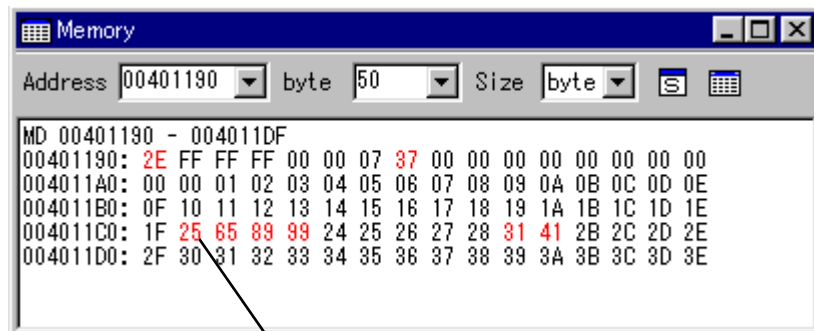 Memory
Address 00401190 byte 50 Size byte S
MD 00401190 - 004011DF
00401190: 2E FF FF FF 00 00 07 37 00 00 00 00 00 00 00 00
004011A0: 00 00 01 02 03 04 05 06 07 08 09 0A 0B 0C 0D 0E
004011B0: 0F 10 11 12 13 14 15 16 17 18 19 1A 1B 1C 1D 1E
004011C0: 1F 25 65 89 99 24 25 26 27 28 31 41 2B 2C 2D 2E
004011D0: 2F 30 31 32 33 34 35 36 37 38 39 3A 3B 3C 3D 3E